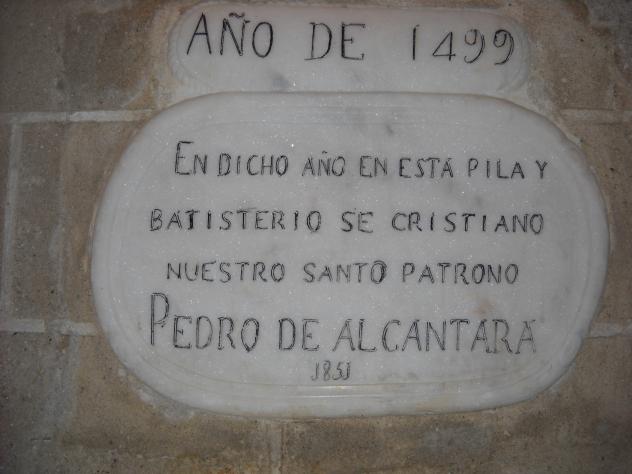 AÑO DE 1499
EN DICHO AÑO EN ESTA PILA Y
BATISTERIO SE CRISTIANO
NUESTRO SANTO PATRONO
PEDRO DE ALCANTARA
1851